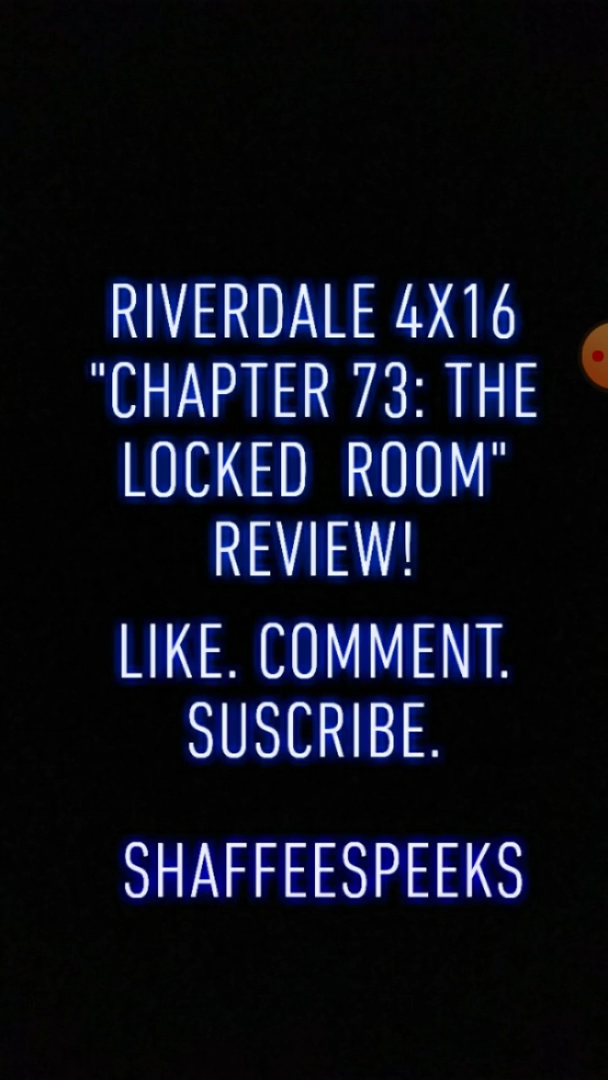 RIVERDALE 4X16
"CHAPTER 73: THE
LOCKED ROOM"
REVIEW!
LIKE. COMMENT.
SUSCRIBE.
SHAFFEESPEEKS